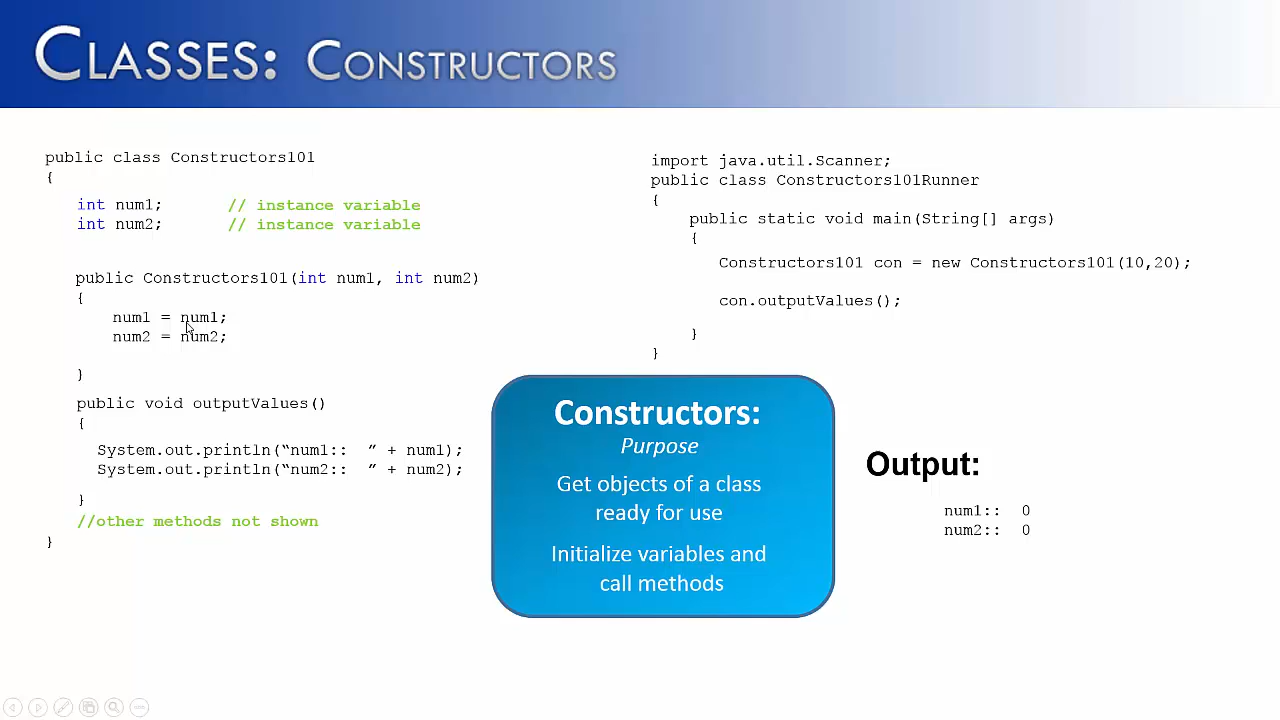 CLASSES: CONSTRUCTORS
public class Constructors101
{
int num1; // instance variable
int num2; // instance variable
public Constructors101(int num1, int num2)
{
num1 = num1;
num2 = num2;
}
public void outputValues()
{
System.out.println(“num1::  ” + num1);
System.out.println(“num2::  ” + num2);
}
//other methods not shown
}
import java.util.Scanner;
public class Constructors101Runner
{
public static void main(String[] args)
{
Constructors101 con = new Constructors101(10,20);
con.outputValues();
}
}
Constructors:
Purpose
Get objects of a class
ready for use
Initialize variables and
call methods
Output:
num1::  0
num2::  0